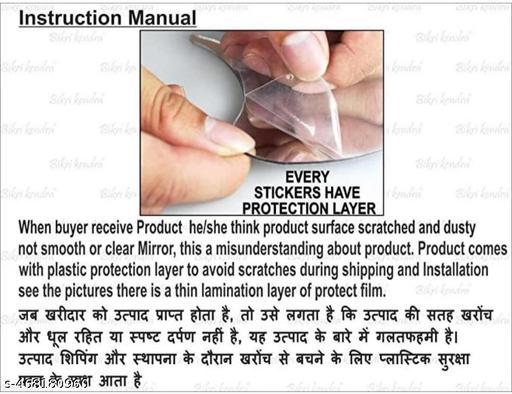 Instruction Manual
EVERY
STICKERS HAVE
PROTECTION LAYER
When buyer receive Product he/she think product surface scratched and dusty
not smooth or clear Mirror, this a misunderstanding about product. Product comes
with plastic protection layer to avoid scratches during shipping and Installation
see the pictures there is a thin lamination layer of protect film.
जब खरीदार को उत्पाद प्राप्त होता है, तो उसे लगता है कि उत्पाद की सतह खरोंच
और धूल रहित या स्पष्ट दर्पण नहीं है, यह उत्पाद के बारे में गलतफहमी है।
उत्पाद शिपिंग और स्थापना के दौरान खरोंच से बचने के लिए प्लास्टिक सुरक्षा
के साथ आता है
Bikri kendra